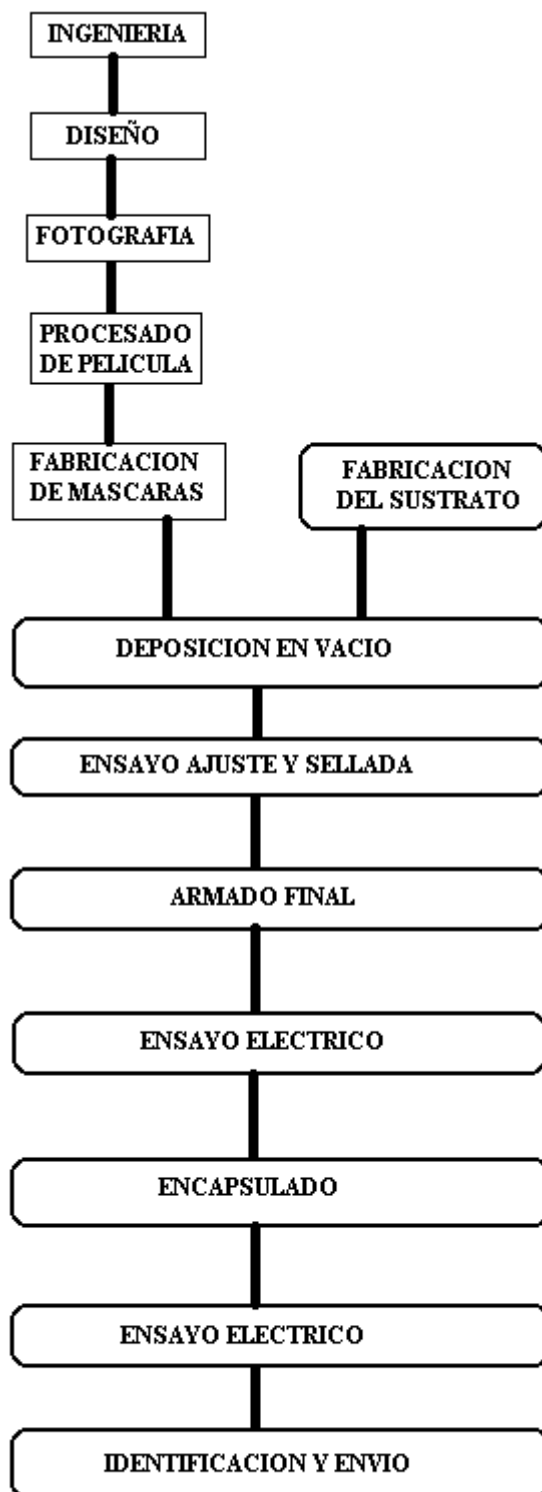 INGENIERIA
DISEÑO
FOTOGRAFIA
PROCESADO
DE PELICULA
FABRICACION
DE MASCARAS
FABRICACION
DEL SUSTRATO
DEPOSICION EN VACIO
ENSAYO AJUSTE Y SELLADA
ARMADO FINAL
ENSAYO ELECTRICO
ENCAPSULADO
ENSAYO ELECTRICO
IDENTIFICACION Y ENVIO